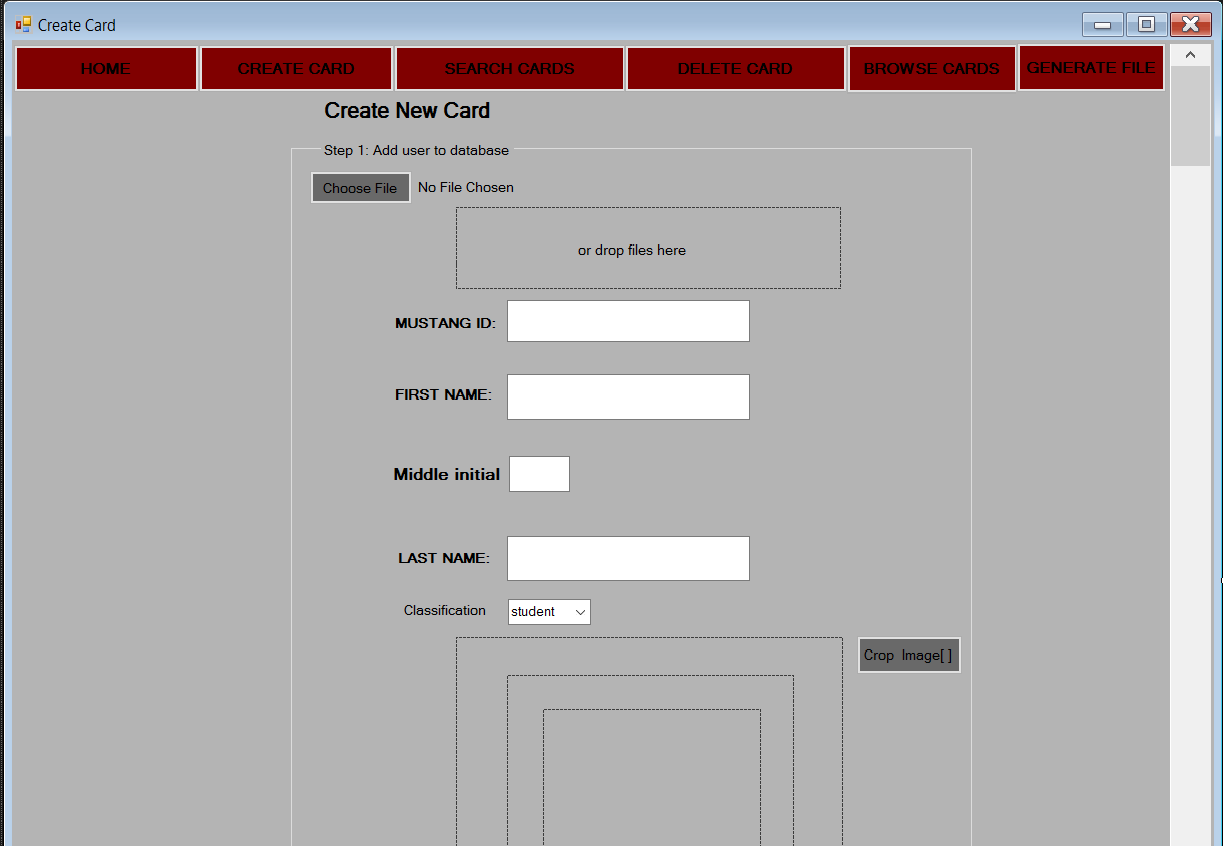 Create Card
HOME CREATE CARD SEARCH CARDS DELETE CARD BROWSE CARDS GENERATE FILE
Create New Card
Step 1: Add user to database
Choose File No File Chosen
or drop files here
MUSTANG ID:
FIRST NAME:
Middle initial
LAST NAME:
Classification student
Crop Image[ ]